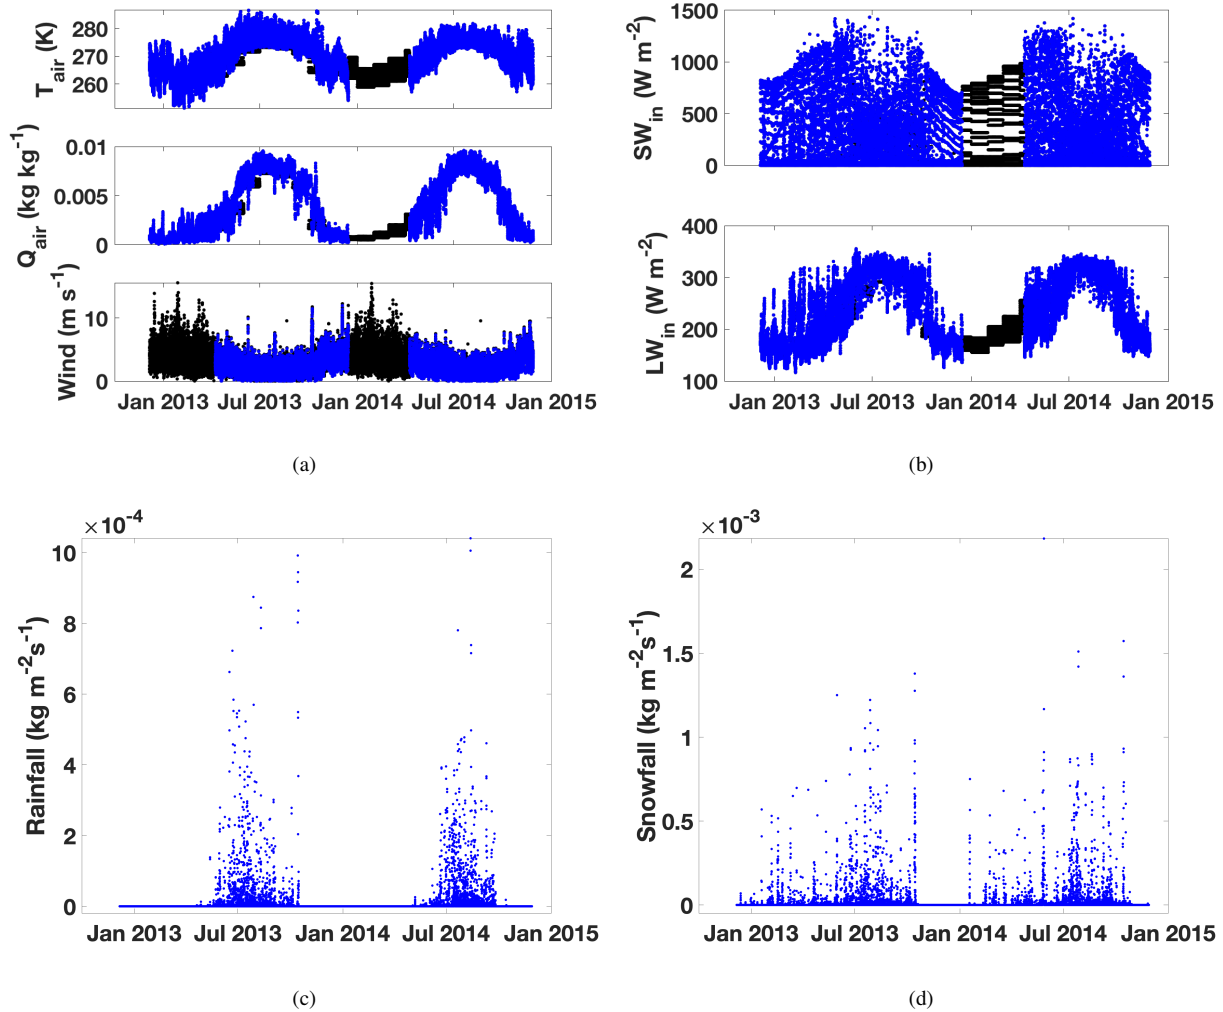 280
270
260
T_air (K)
0.01
0.005
0
Q_air (kg kg^-1)
10
0
Wind (m s^-1)
Jan 2013 Jul 2013 Jan 2014 Jul 2014 Jan 2015
(a)
1500
1000
500
0
SW_in (W m^-2)
400
300
200
100
LW_in (W m^-2)
Jan 2013 Jul 2013 Jan 2014 Jul 2014 Jan 2015
(b)
×10^-4
10
8
6
4
2
0
Rainfall (kg m^-2 s^-1)
Jan 2013 Jul 2013 Jan 2014 Jul 2014 Jan 2015
(c)
×10^-3
2
1.5
1
0.5
0
Snowfall (kg m^-2 s^-1)
Jan 2013 Jul 2013 Jan 2014 Jul 2014 Jan 2015
(d)